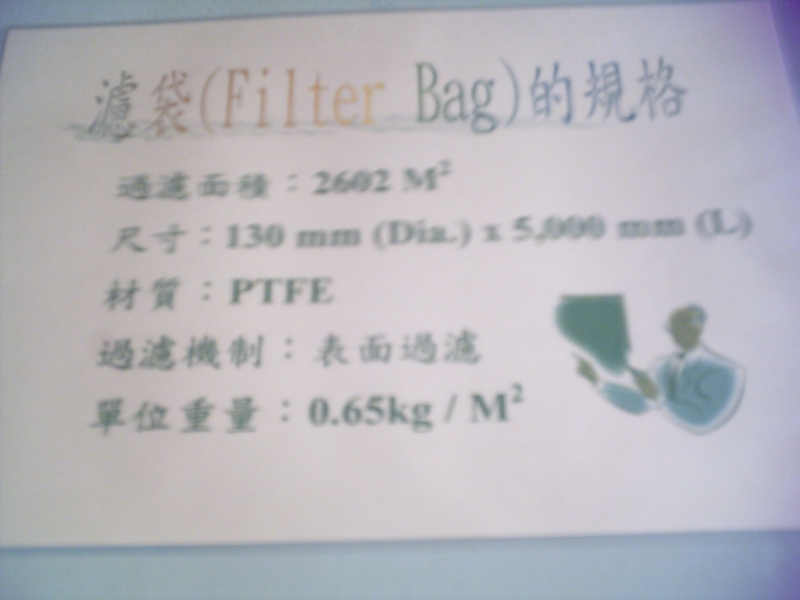 濾袋(Filter Bag)的規格
過濾面積：2602 M²
尺寸：130 mm (Dia.) x 5,000 mm (L)
材質：PTFE
過濾機制：表面過濾
單位重量：0.65kg / M²